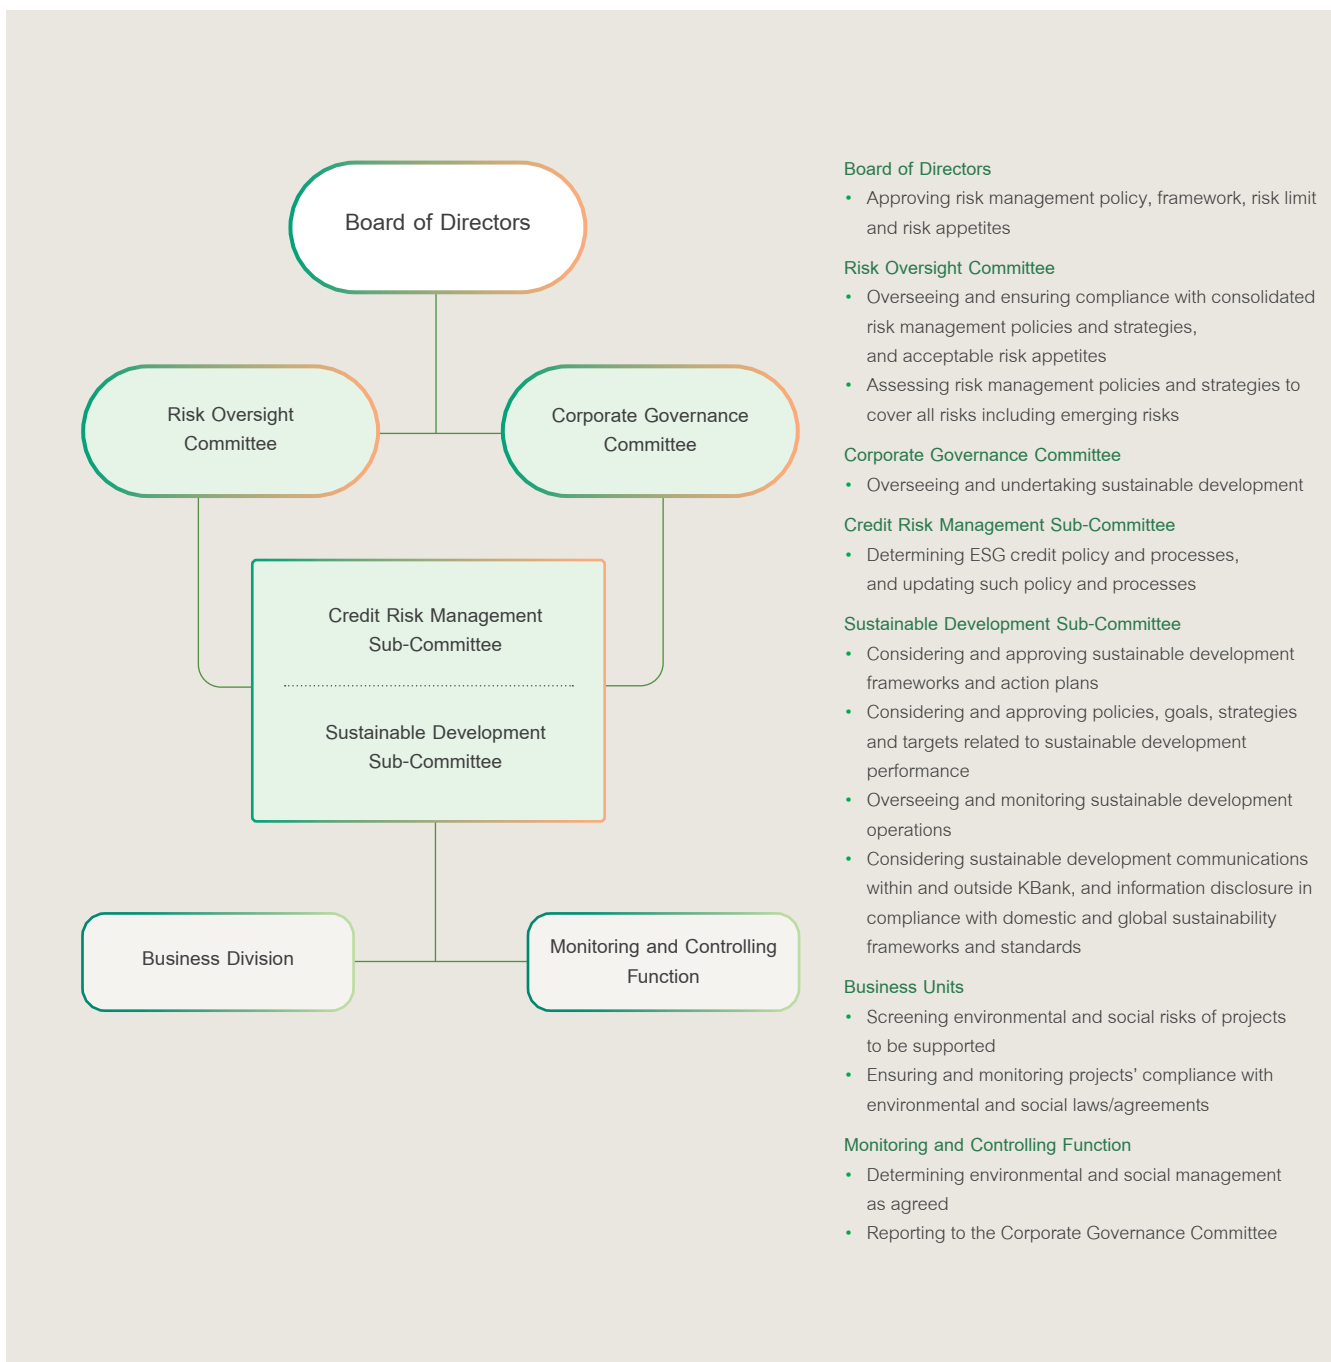 Board of Directors
Risk Oversight
Committee
Corporate Governance
Committee
Credit Risk Management
Sub-Committee
Sustainable Development
Sub-Committee
Business Division
Monitoring and Controlling
Function
Board of Directors
• Approving risk management policy, framework, risk limit
and risk appetites
Risk Oversight Committee
• Overseeing and ensuring compliance with consolidated
risk management policies and strategies,
and acceptable risk appetites
• Assessing risk management policies and strategies to
cover all risks including emerging risks
Corporate Governance Committee
• Overseeing and undertaking sustainable development
Credit Risk Management Sub-Committee
• Determining ESG credit policy and processes,
and updating such policy and processes
Sustainable Development Sub-Committee
• Considering and approving sustainable development
frameworks and action plans
• Considering and approving policies, goals, strategies
and targets related to sustainable development
performance
• Overseeing and monitoring sustainable development
operations
• Considering sustainable development communications
within and outside KBank, and information disclosure in
compliance with domestic and global sustainability
frameworks and standards
Business Units
• Screening environmental and social risks of projects
to be supported
• Ensuring and monitoring projects’ compliance with
environmental and social laws/agreements
Monitoring and Controlling Function
• Determining environmental and social management
as agreed
• Reporting to the Corporate Governance Committee